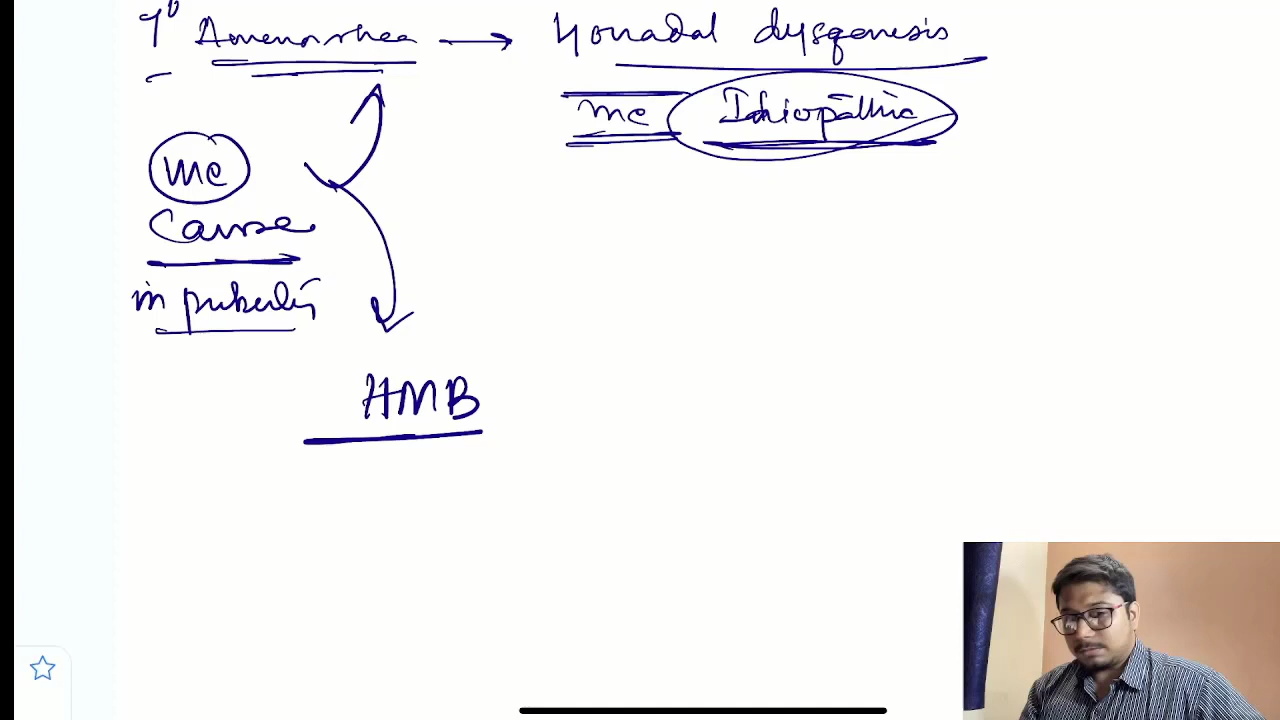 1° Amenorrhea → Gonadal dysgenesis
mc Idiopathic
mc
Cause
in puberty
HMB